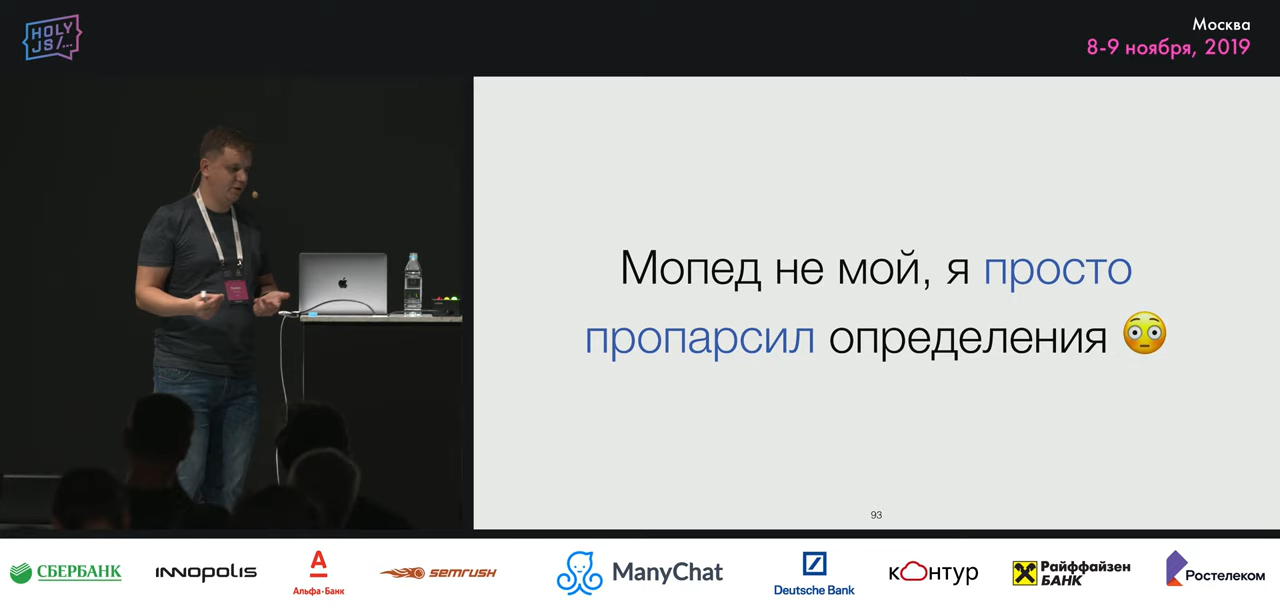 HOLY
JS/...
Москва
8-9 ноября, 2019
Мопед не мой, я просто
пропарсил определения 😳
93
СБЕРБАНК
INNOPOLIS
Альфа·Банк
semrush
ManyChat
Deutsche Bank
кОнтур
Райффайзен
БАНК
Ростелеком